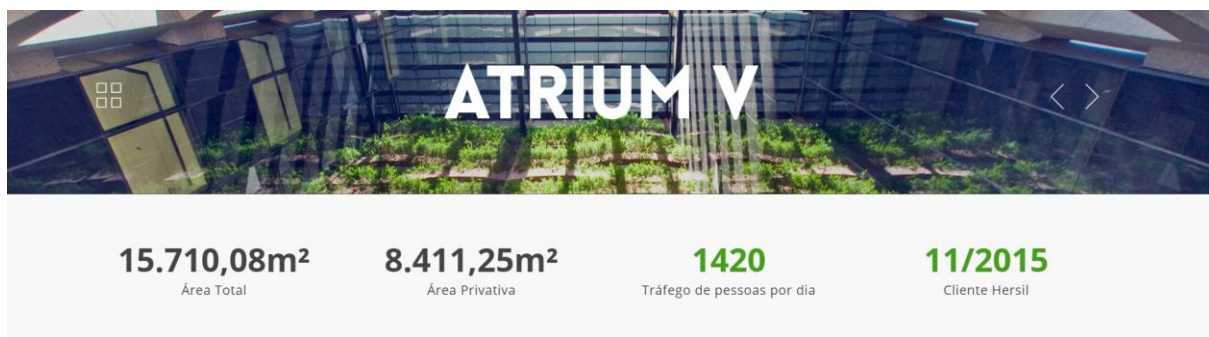 ATRIUM V
15.710,08m²
Área Total
8.411,25m²
Área Privativa
1420
Tráfego de pessoas por dia
11/2015
Cliente Hersil